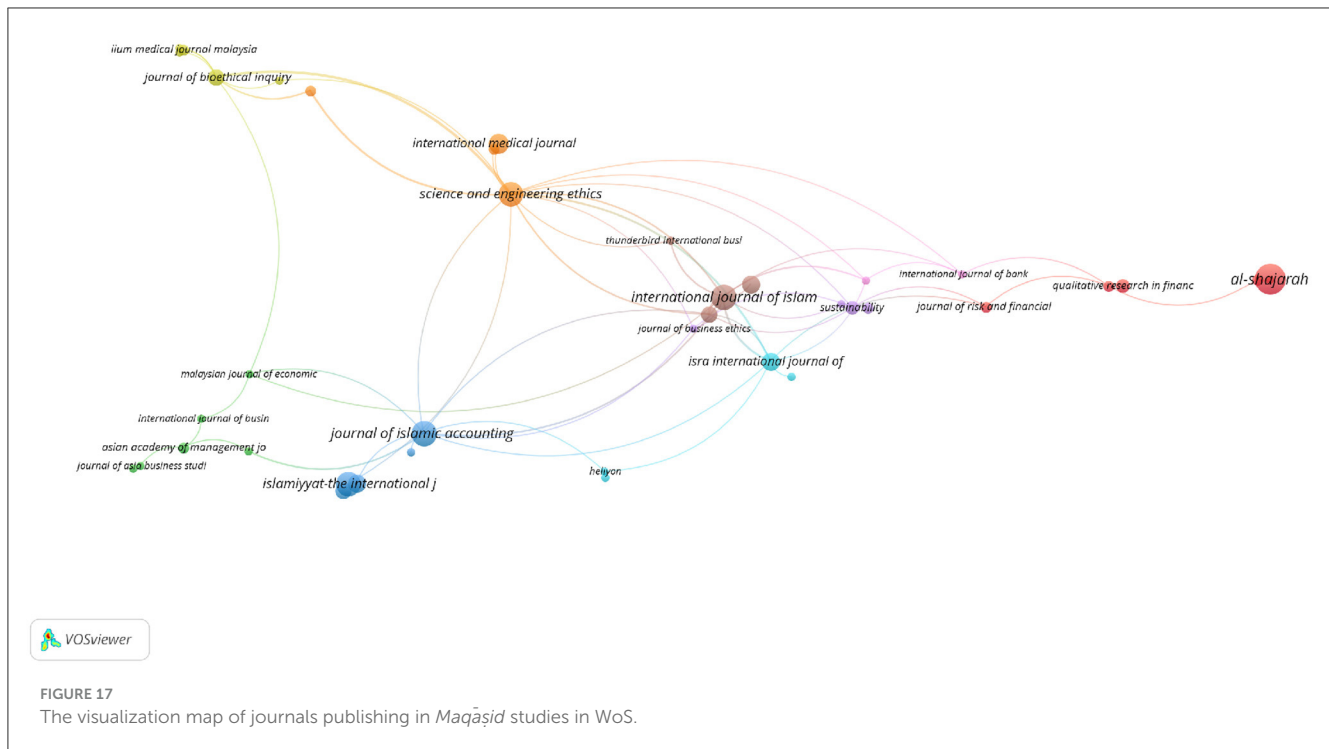 iium medical journal malaysia
journal of bioethical inquiry
international medical journal
science and engineering ethics
thunderbird international busi
international journal of bank
al-shajarah
qualitative research in financ
international journal of islam
sustainability
journal of risk and financial
journal of business ethics
isra international journal of
malaysian journal of economic
international journal of busin
journal of islamic accounting
asian academy of management jo
journal of asia business studi
heliyon
islamiyyat-the international j
VOSviewer
FIGURE 17
The visualization map of journals publishing in Maqāṣid studies in WoS.